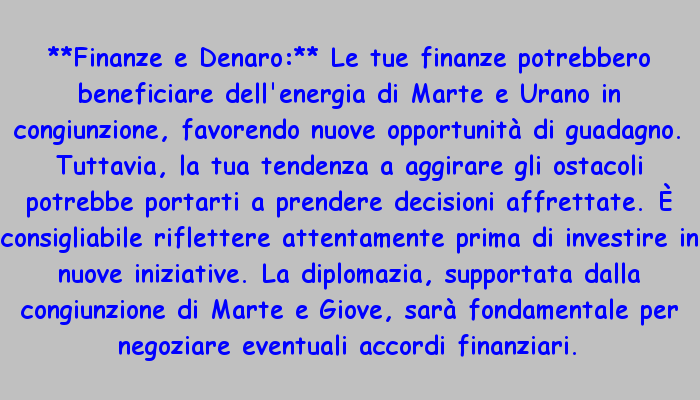 **Finanze e Denaro:** Le tue finanze potrebbero
beneficiare dell'energia di Marte e Urano in
congiunzione, favorendo nuove opportunità di guadagno.
Tuttavia, la tua tendenza a aggirare gli ostacoli
potrebbe portarti a prendere decisioni affrettate. È
consigliabile riflettere attentamente prima di investire in
nuove iniziative. La diplomazia, supportata dalla
congiunzione di Marte e Giove, sarà fondamentale per
negoziare eventuali accordi finanziari.